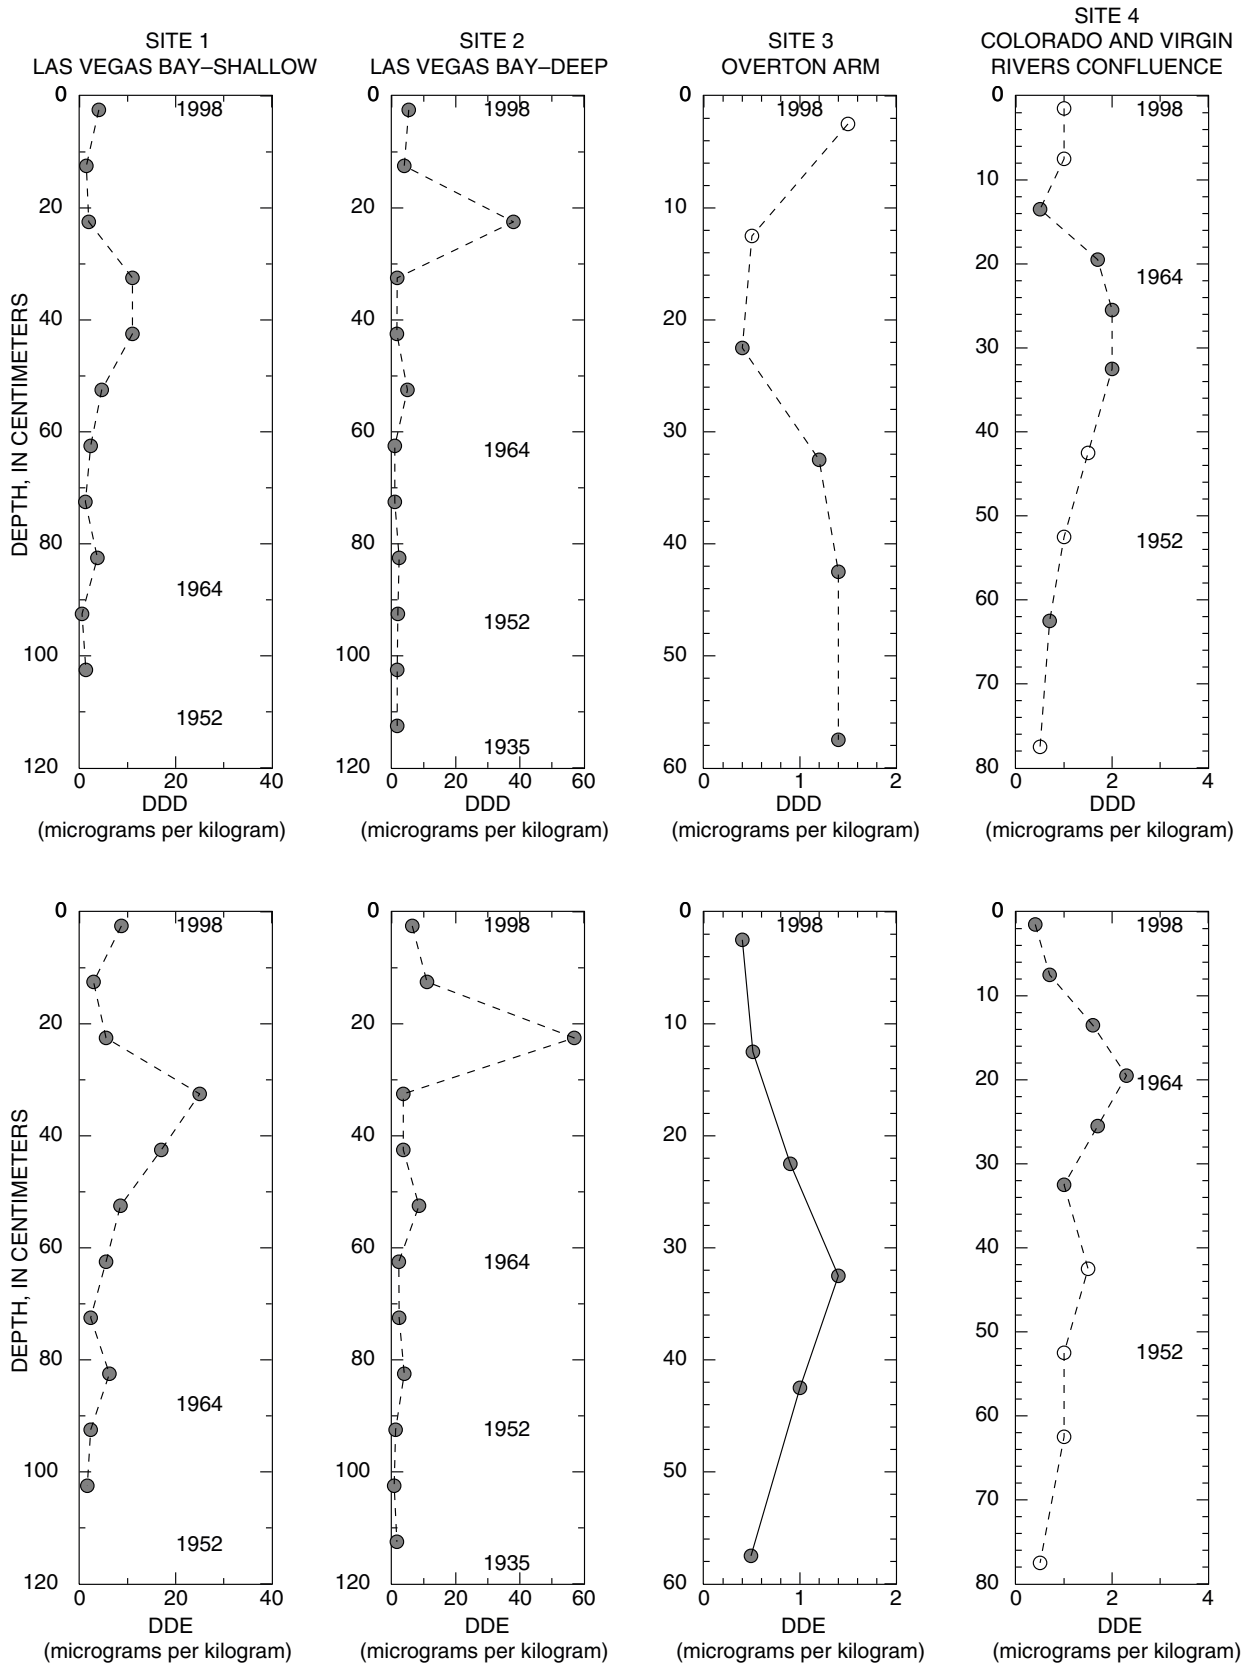 SITE 1
LAS VEGAS BAY–SHALLOW
SITE 2
LAS VEGAS BAY–DEEP
SITE 3
OVERTON ARM
SITE 4
COLORADO AND VIRGIN
RIVERS CONFLUENCE
DEPTH, IN CENTIMETERS
0
20
40
60
80
100
120
1998
1964
1952
0 20 40
DDD
(micrograms per kilogram)
0
20
40
60
80
100
120
1998
1964
1952
1935
0 20 40 60
DDD
(micrograms per kilogram)
0
10
20
30
40
50
60
1998
0 1 2
DDD
(micrograms per kilogram)
0
10
20
30
40
50
60
70
80
1998
1964
1952
0 2 4
DDD
(micrograms per kilogram)
DEPTH, IN CENTIMETERS
0
20
40
60
80
100
120
1998
1964
1952
0 20 40
DDE
(micrograms per kilogram)
0
20
40
60
80
100
120
1998
1964
1952
1935
0 20 40 60
DDE
(micrograms per kilogram)
0
10
20
30
40
50
60
1998
0 1 2
DDE
(micrograms per kilogram)
0
10
20
30
40
50
60
70
80
1998
1964
1952
0 2 4
DDE
(micrograms per kilogram)